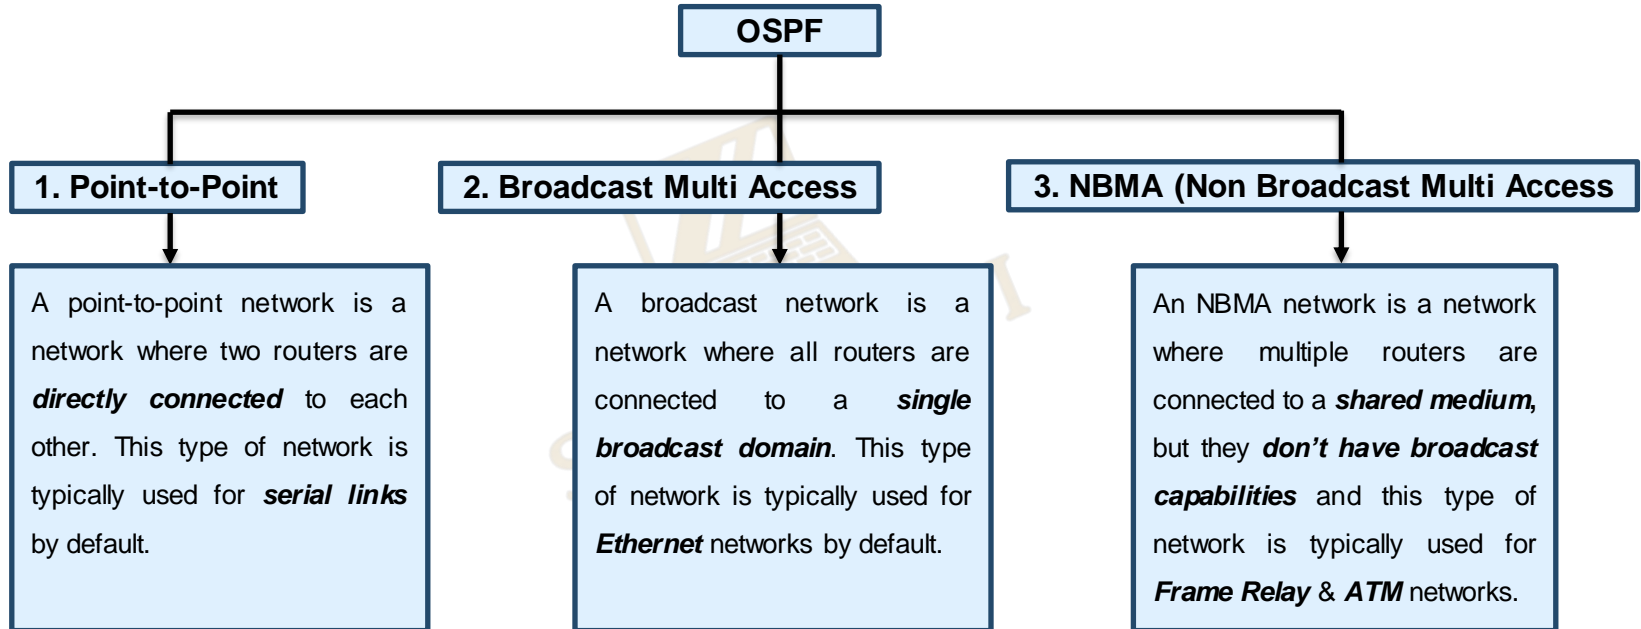 OSPF
1. Point-to-Point
2. Broadcast Multi Access
3. NBMA (Non Broadcast Multi Access
A point-to-point network is a
network where two routers are
directly connected to each
other. This type of network is
typically used for serial links
by default.
A broadcast network is a
network where all routers are
connected to a single
broadcast domain. This type
of network is typically used for
Ethernet networks by default.
An NBMA network is a network
where multiple routers are
connected to a shared medium,
but they don’t have broadcast
capabilities and this type of
network is typically used for
Frame Relay & ATM networks.